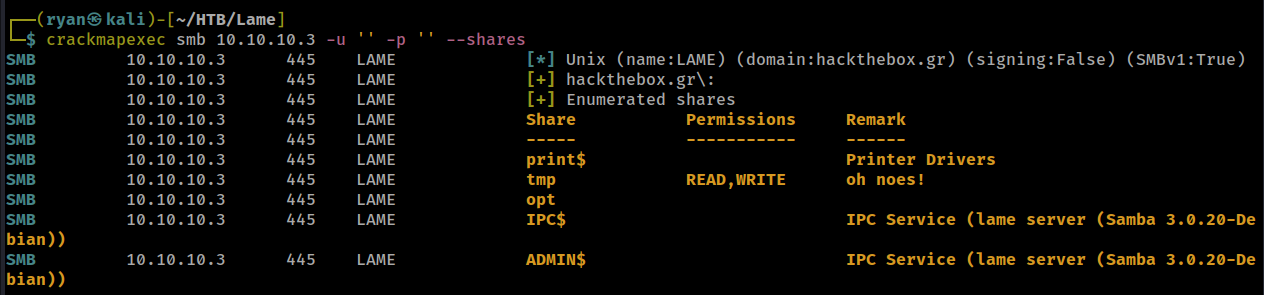 ┌──(ryan㉿kali)-[~/HTB/Lame]
└─$ crackmapexec smb 10.10.10.3 -u '' -p '' --shares
SMB         10.10.10.3      445    LAME             [*] Unix (name:LAME) (domain:hackthebox.gr) (signing:False) (SMBv1:True)
SMB         10.10.10.3      445    LAME             [+] hackthebox.gr\:
SMB         10.10.10.3      445    LAME             [+] Enumerated shares
SMB         10.10.10.3      445    LAME             Share           Permissions     Remark
SMB         10.10.10.3      445    LAME             -----           -----------     ------
SMB         10.10.10.3      445    LAME             print$                          Printer Drivers
SMB         10.10.10.3      445    LAME             tmp             READ,WRITE      oh noes!
SMB         10.10.10.3      445    LAME             opt
SMB         10.10.10.3      445    LAME             IPC$                            IPC Service (lame server (Samba 3.0.20-De
bian))
SMB         10.10.10.3      445    LAME             ADMIN$                          IPC Service (lame server (Samba 3.0.20-De
bian))